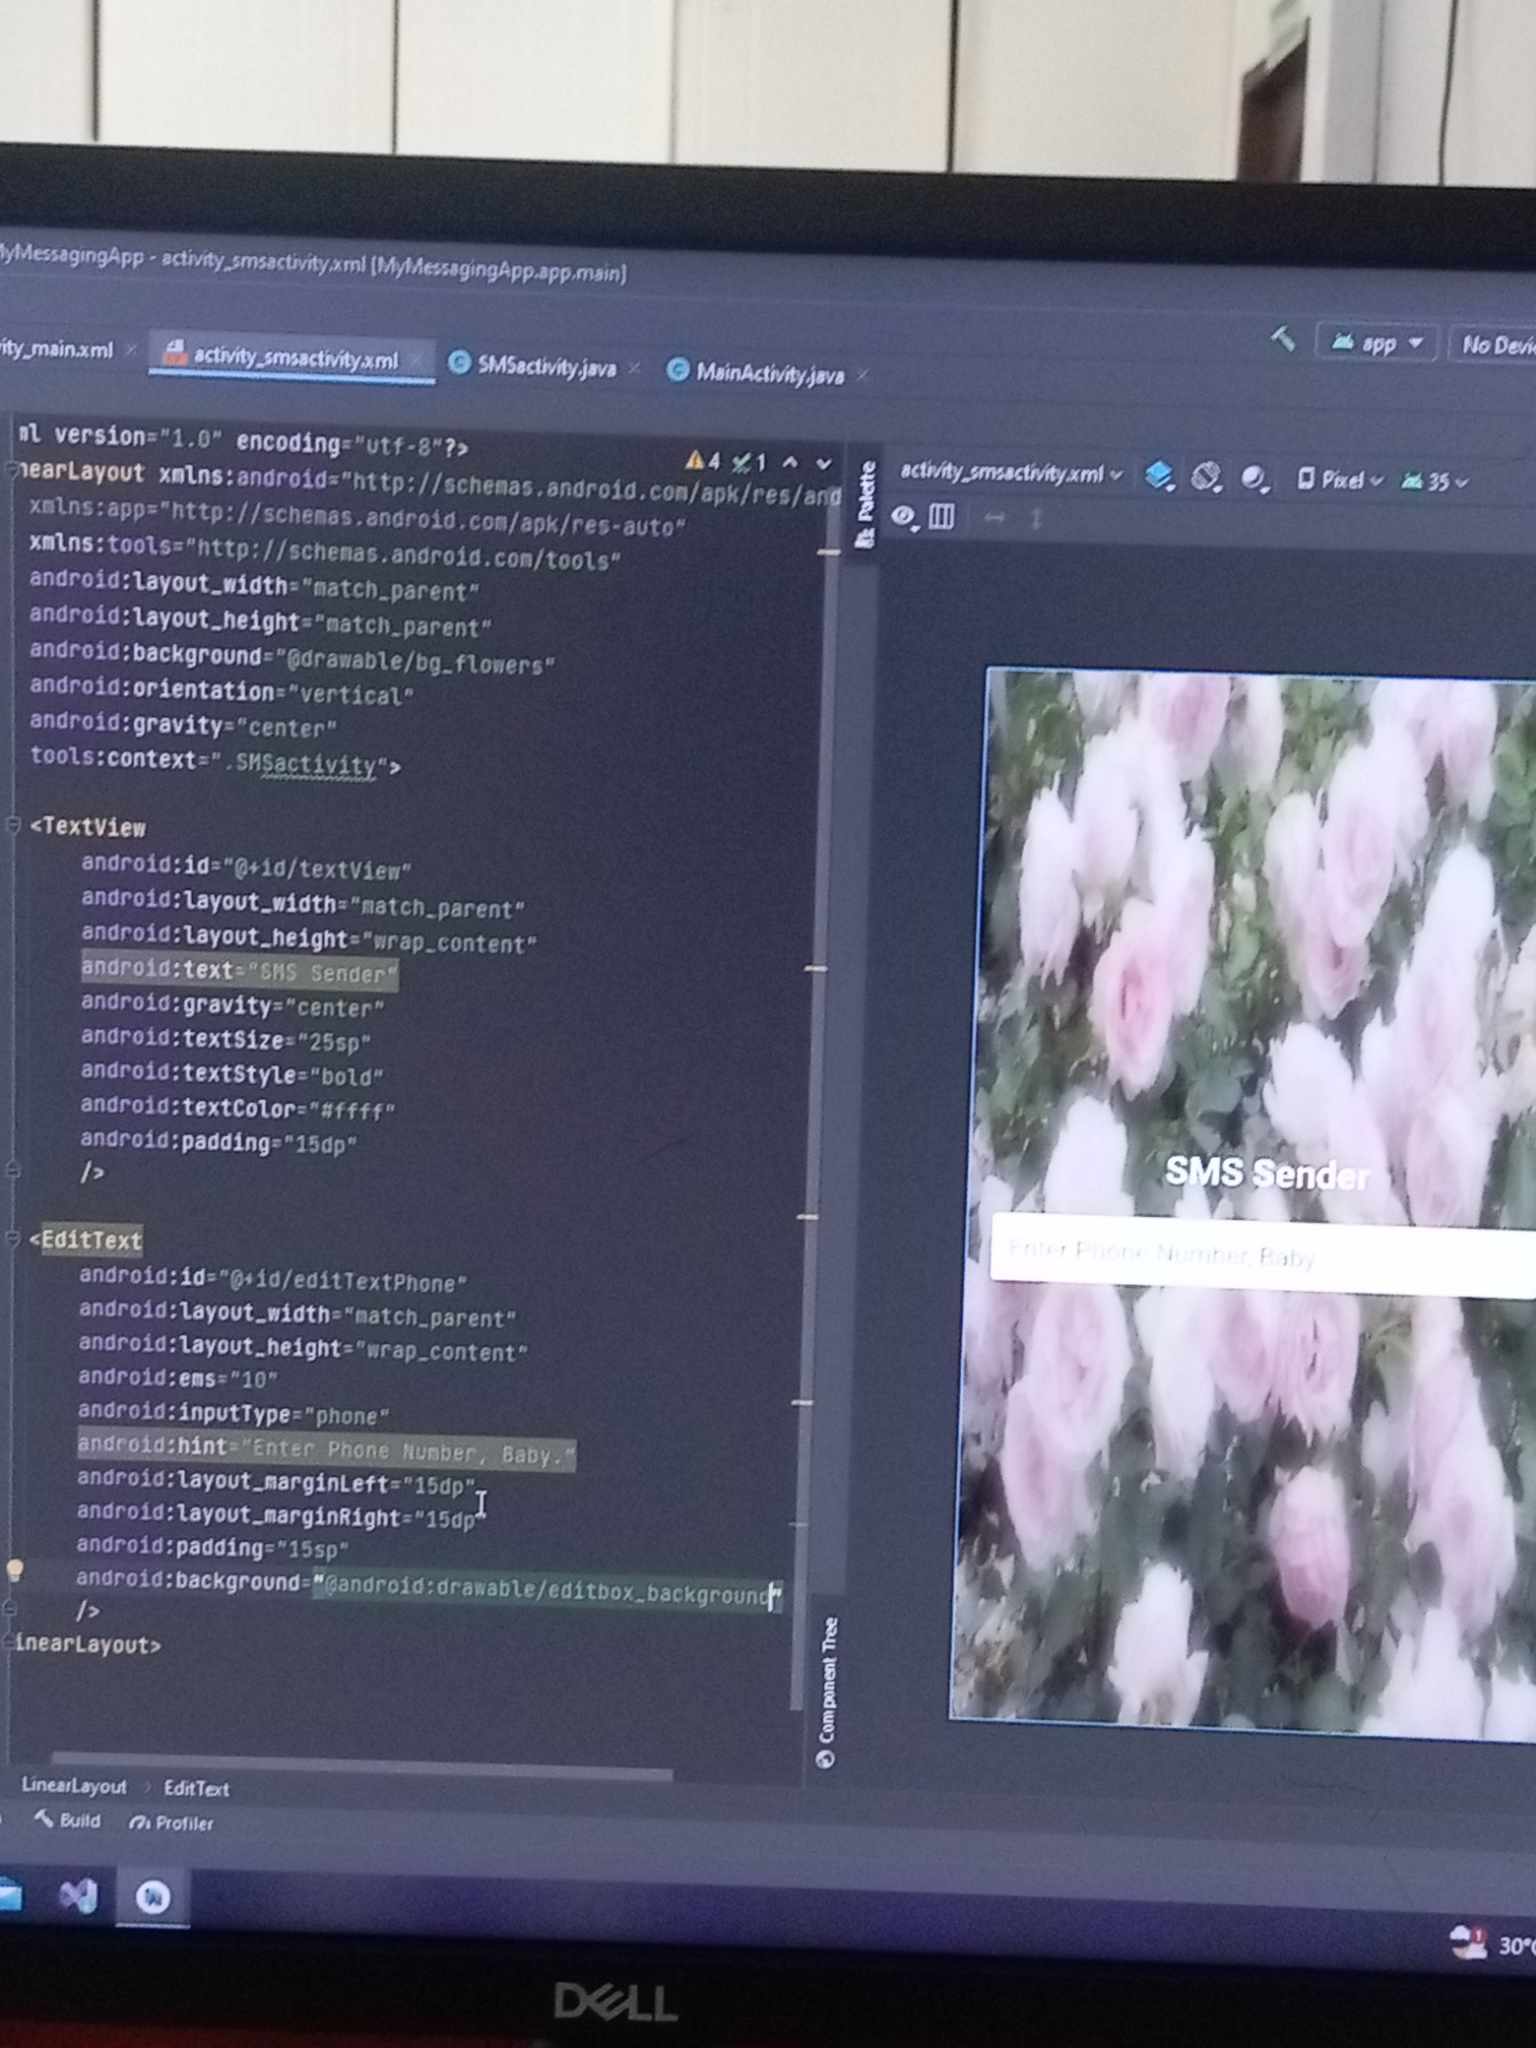 MyMessagingApp - activity_smsactivity.xml [MyMessagingApp.app.main]
app
No Devi
ity_main.xml
activity_smsactivity.xml
SMSactivity.java
MainActivity.java
ml version="1.0" encoding="utf-8"?>
nearLayout xmlns:android="http://schemas.android.com/apk/res/and
xmlns:app="http://schemas.android.com/apk/res-auto"
xmlns:tools="http://schemas.android.com/tools"
android:layout_width="match_parent"
android:layout_height="match_parent"
android:background="@drawable/bg_flowers"
android:orientation="vertical"
android:gravity="center"
tools:context=".SMSactivity">
<TextView
android:id="@+id/textView"
android:layout_width="match_parent"
android:layout_height="wrap_content"
android:text="SMS Sender"
android:gravity="center"
android:textSize="25sp"
android:textStyle="bold"
android:textColor="#ffff"
android:padding="15dp"
/>
<EditText
android:id="@+id/editTextPhone"
android:layout_width="match_parent"
android:layout_height="wrap_content"
android:ems="10"
android:inputType="phone"
android:hint="Enter Phone Number, Baby."
android:layout_marginLeft="15dp"
android:layout_marginRight="15dp"
android:padding="15sp"
android:background="@android:drawable/editbox_background"
/>
inearLayout>
4 1
Palette
Component Tree
activity_smsactivity.xml
Pixel
35
SMS Sender
Enter Phone Number, Baby
LinearLayout
EditText
Build
Profiler
1
30°
DELL